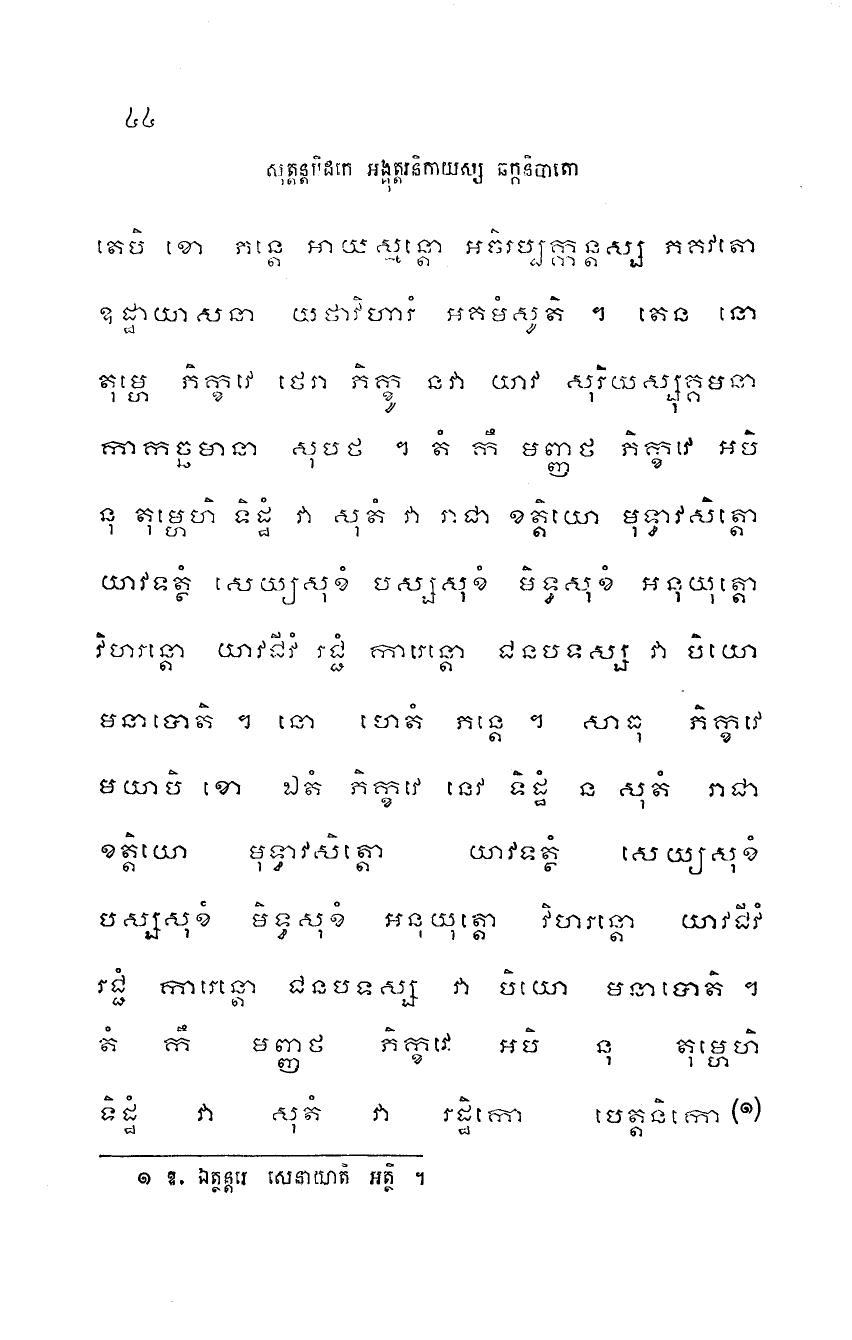 ៤៤
សុត្តន្តបិដកេ អង្គុត្តរនិកាយស្ស ឆក្កនិបាតោ
តេបិ ខោ ភន្តេ អាយស្មន្តោ អចិរប្បក្កន្តស្ស ភគវតោ
ឧដ្ឋាយាសនា យថាវិហារំ អគមំសូតិ ។ តេន នោ
តុម្ហេ ភិក្ខវេ ថេរា ភិក្ខូ នវា យាវ សុរិយស្សុគ្គមនា
កាកច្ឆមានា សុបថ ។ តំ កឹ មញ្ញថ ភិក្ខវេ អបិ
នុ តុម្ហេហិ ទិដ្ឋំ វា សុតំ វា រាជា ខត្តិយោ មុទ្ធាវសិត្តោ
យាវទត្ថំ សេយ្យសុខំ បស្សសុខំ មិទ្ធសុខំ អនុយុត្តោ
វិហរន្តោ យាវជីវំ រជ្ជំ ការេន្តោ ជនបទស្ស វា បិយោ
មនាបោតិ ។ នោ ហេតំ ភន្តេ ។ សាធុ ភិក្ខវេ
មយាបិ ខោ ឯតំ ភិក្ខវេ នេវ ទិដ្ឋំ ន សុតំ រាជា
ខត្តិយោ មុទ្ធាវសិត្តោ យាវទត្ថំ សេយ្យសុខំ
បស្សសុខំ មិទ្ធសុខំ អនុយុត្តោ វិហរន្តោ យាវជីវំ
រជ្ជំ ការេន្តោ ជនបទស្ស វា បិយោ មនាបោតិ ។
តំ កឹ មញ្ញថ ភិក្ខវេ អបិ នុ តុម្ហេហិ
ទិដ្ឋំ វា សុតំ វា រដ្ឋិកោ បេត្តនិកោ (១)
១ ឱ. ឯត្ថន្តរេ សេនាយាតិ អត្ថិ ។